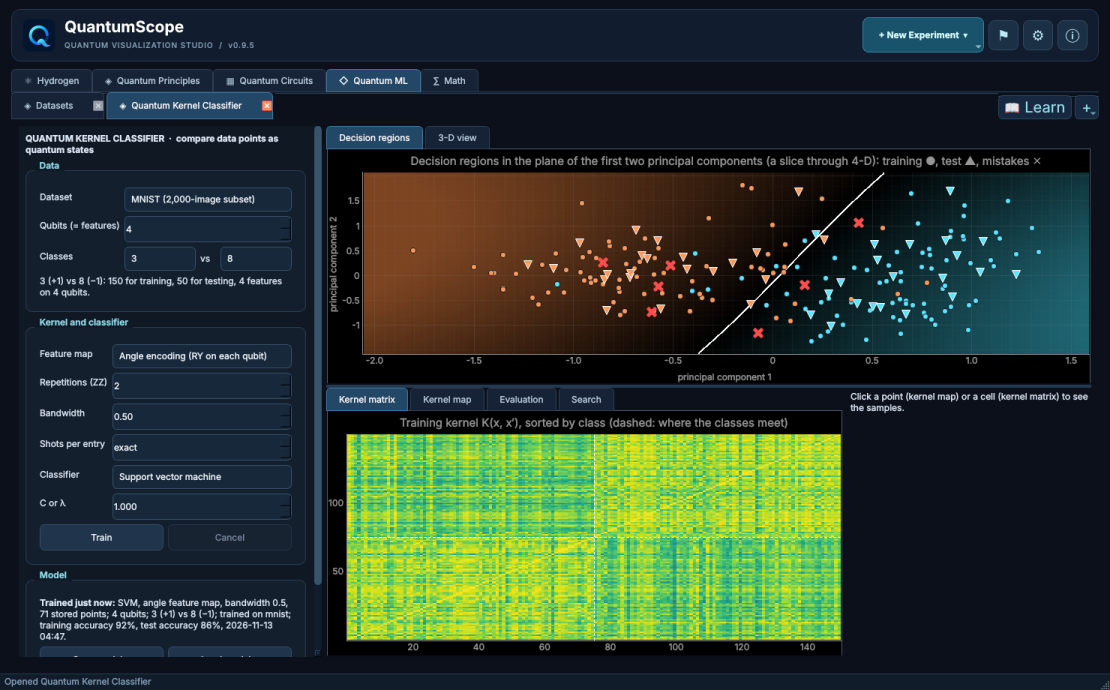 QuantumScope
QUANTUM VISUALIZATION STUDIO / v0.9.5
+ New Experiment ▾
Hydrogen
Quantum Principles
Quantum Circuits
Quantum ML
∑ Math
Datasets
Quantum Kernel Classifier
Learn
+
QUANTUM KERNEL CLASSIFIER · compare data points as
quantum states
Data
Dataset
MNIST (2,000-image subset)
Qubits (= features)
4
Classes
3
vs
8
3 (+1) vs 8 (−1): 150 for training, 50 for testing, 4 features
on 4 qubits.
Kernel and classifier
Feature map
Angle encoding (RY on each qubit)
Repetitions (ZZ)
2
Bandwidth
0.50
Shots per entry
exact
Classifier
Support vector machine
C or λ
1.000
Train
Cancel
Model
Trained just now: SVM, angle feature map, bandwidth 0.5,
71 stored points; 4 qubits; 3 (+1) vs 8 (−1); trained on mnist;
training accuracy 92%, test accuracy 86%, 2026-11-13
04:47.
Decision regions
3-D view
Decision regions in the plane of the first two principal components (a slice through 4-D): training ●, test ▲, mistakes ×
principal component 2
1.5
1
0.5
0
-0.5
-1
-2.0
-1.5
-1.0
-0.5
0
0.5
1.0
1.5
principal component 1
Kernel matrix
Kernel map
Evaluation
Search
Click a point (kernel map) or a cell (kernel matrix) to see
the samples.
Training kernel K(x, x′), sorted by class (dashed: where the classes meet)
100
50
20
40
60
80
100
120
140
Opened Quantum Kernel Classifier